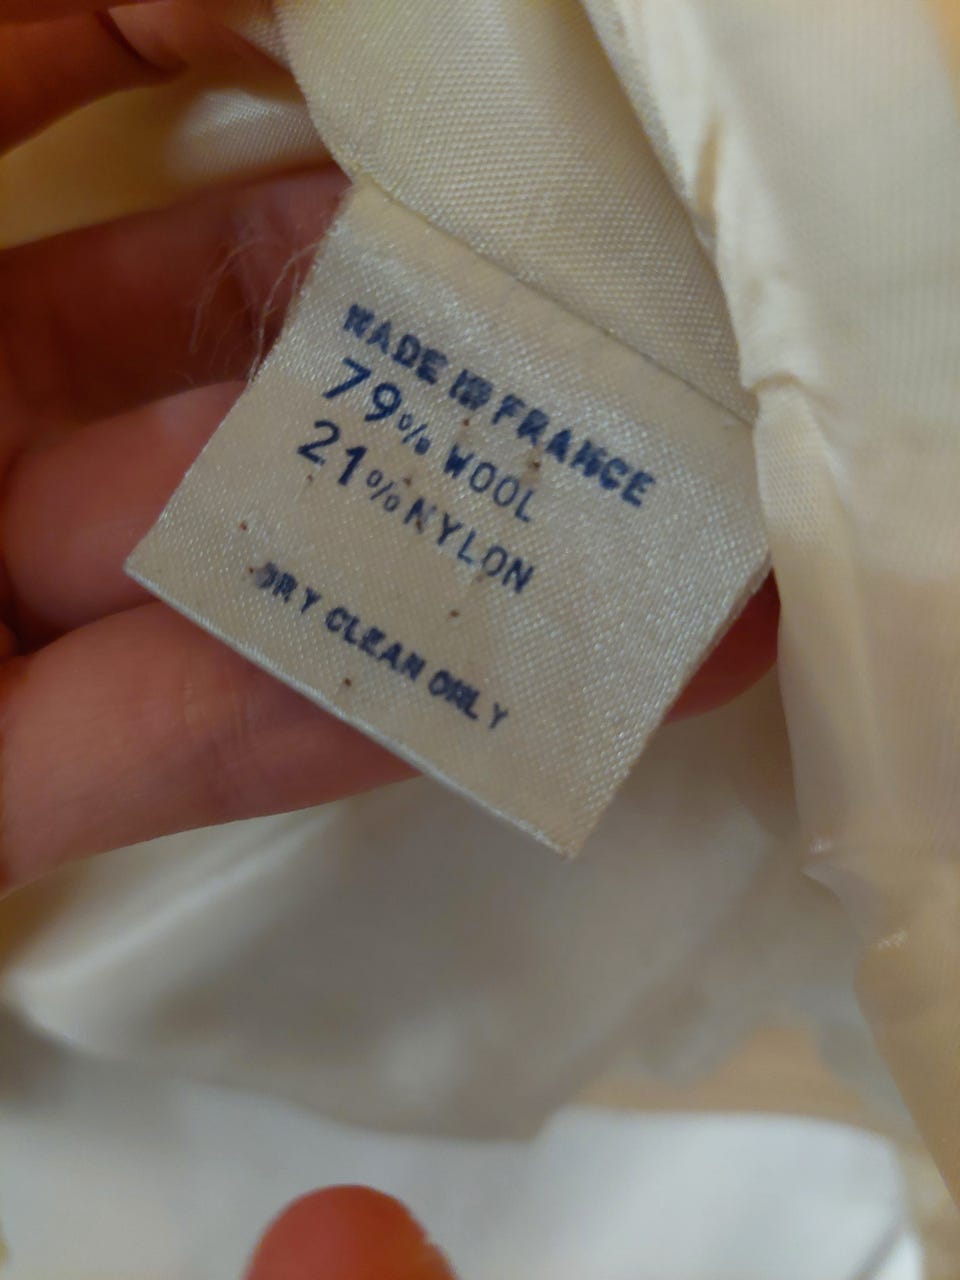 MADE IN FRANCE
79% WOOL
21% NYLON
DRY CLEAN ONLY